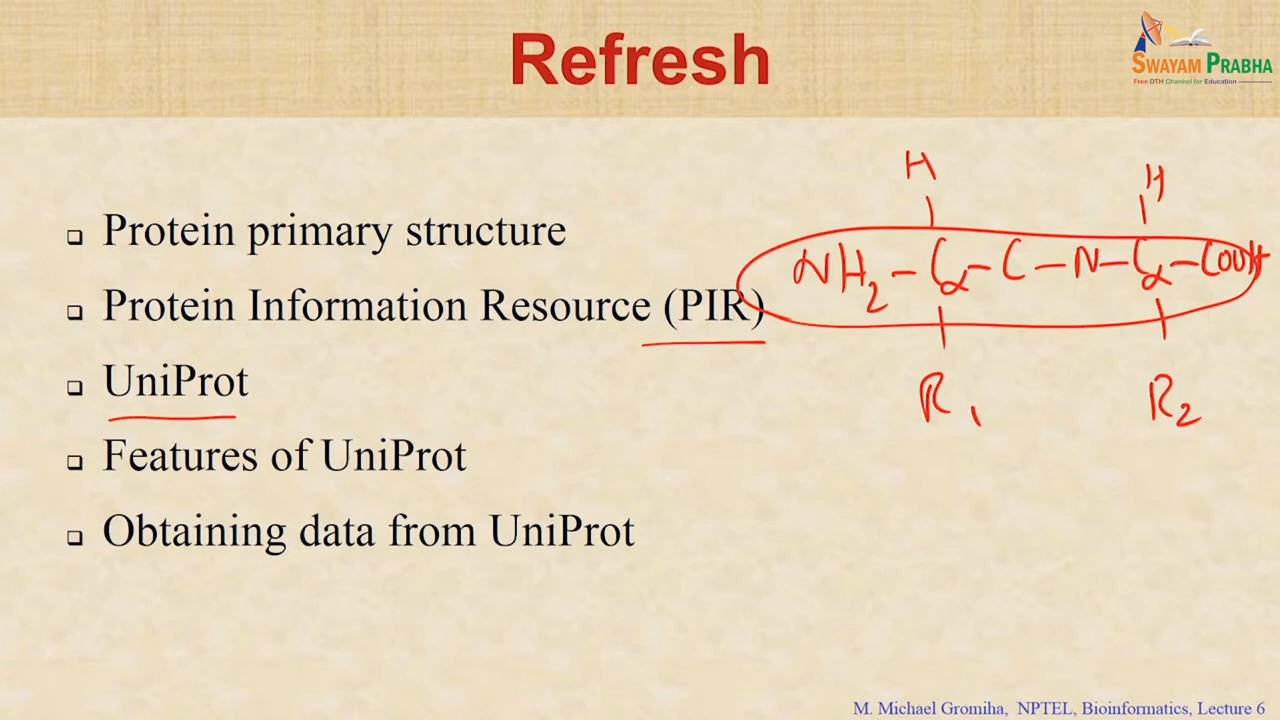 Refresh
SWAYAM PRABHA
Free DTH Channel for Education
H H
NH2 - Cα - C - N - Cα - COOH
R1 R2
❑ Protein primary structure
❑ Protein Information Resource (PIR)
❑ UniProt
❑ Features of UniProt
❑ Obtaining data from UniProt
M. Michael Gromiha, NPTEL, Bioinformatics, Lecture 6